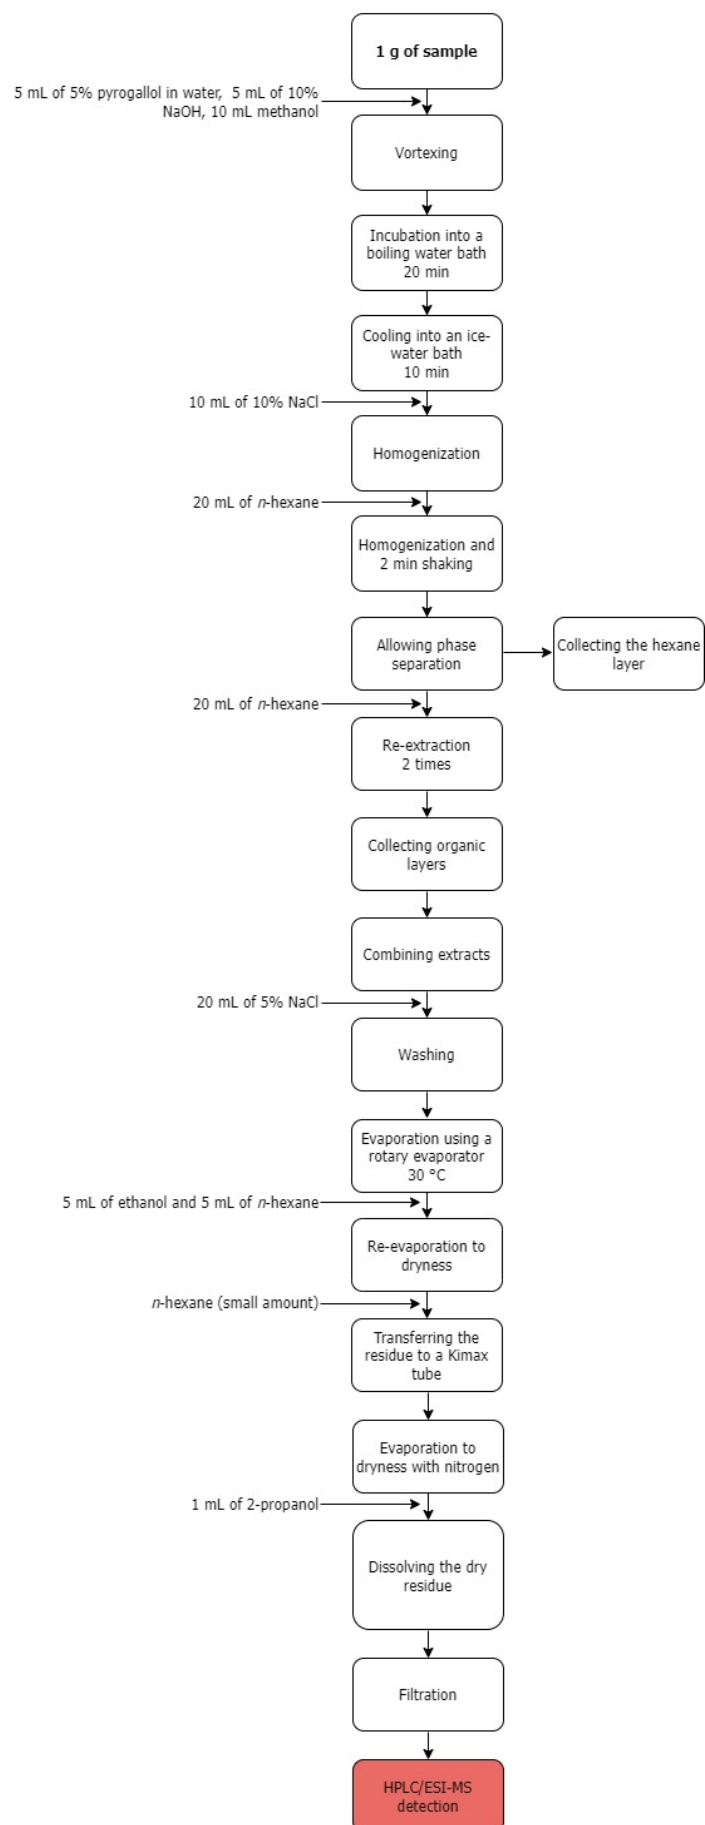 1 g of sample
5 mL of 5% pyrogallol in water, 5 mL of 10%
NaOH, 10 mL methanol
Vortexing
Incubation into a
boiling water bath
20 min
Cooling into an ice-
water bath
10 min
10 mL of 10% NaCl
Homogenization
20 mL of n-hexane
Homogenization and
2 min shaking
Allowing phase
separation
Collecting the hexane
layer
20 mL of n-hexane
Re-extraction
2 times
Collecting organic
layers
Combining extracts
20 mL of 5% NaCl
Washing
Evaporation using a
rotary evaporator
30 °C
5 mL of ethanol and 5 mL of n-hexane
Re-evaporation to
dryness
n-hexane (small amount)
Transferring the
residue to a Kimax
tube
Evaporation to
dryness with nitrogen
1 mL of 2-propanol
Dissolving the dry
residue
Filtration
HPLC/ESI-MS
detection